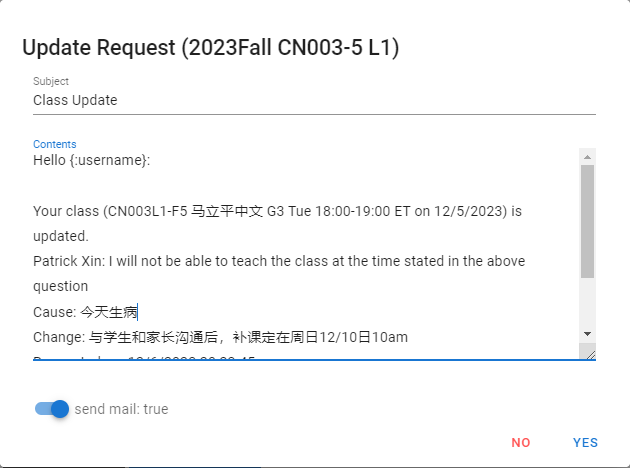 Update Request (2023Fall CN003-5 L1)
Subject
Class Update
Contents
Hello {:username}:
Your class (CN003L1-F5 马立平中文 G3 Tue 18:00-19:00 ET on 12/5/2023) is
updated.
Patrick Xin: I will not be able to teach the class at the time stated in the above
question
Cause: 今天生病
Change: 与学生和家长沟通后，补课定在周日12/10日10am
send mail: true
NO YES